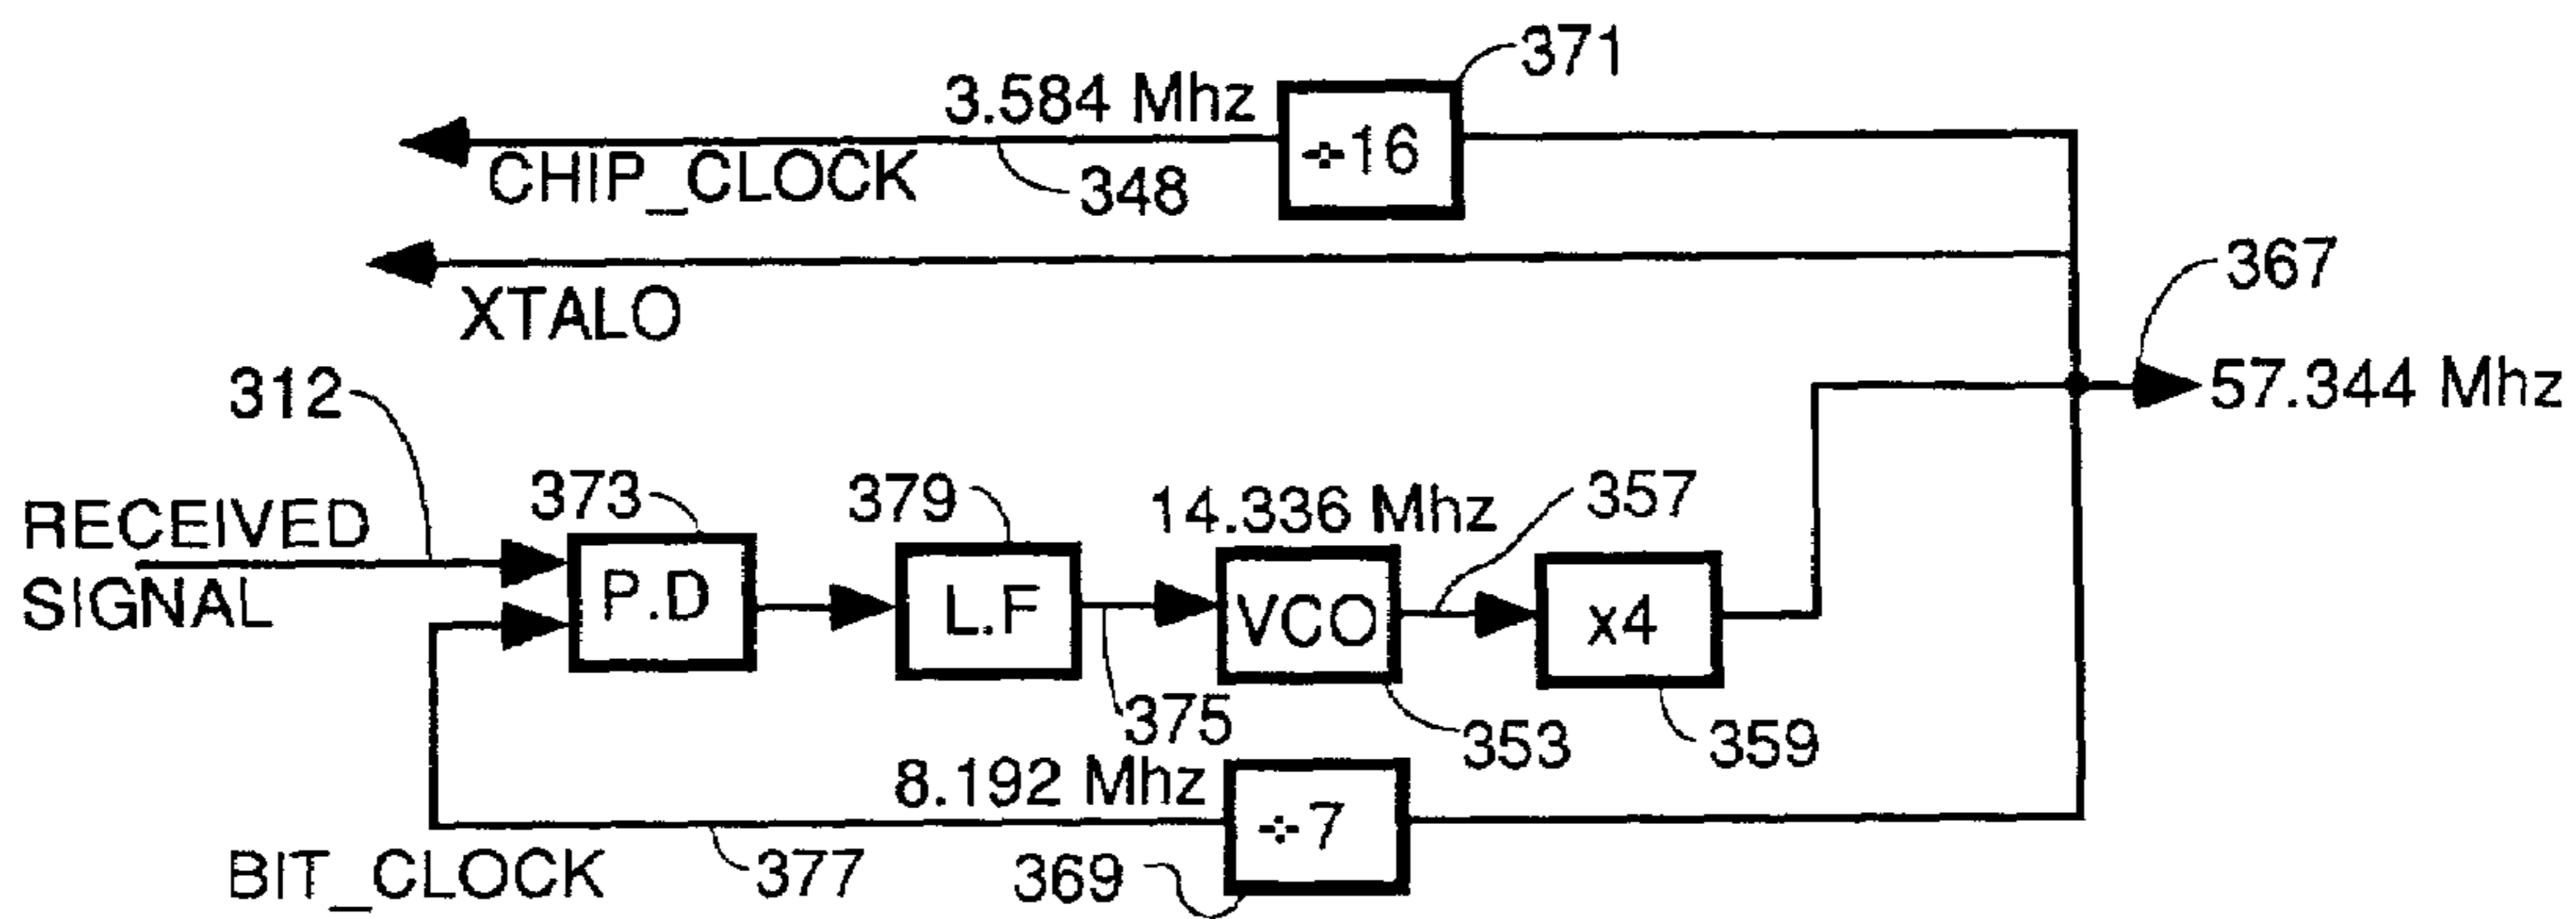 371
3.584 Mhz
÷16
CHIP_CLOCK
348
367
XTALO
57.344 Mhz
312
RECEIVED
SIGNAL
373
379
14.336 Mhz
357
P.D
L.F
VCO
x4
375
353
359
8.192 Mhz
÷7
BIT_CLOCK
377
369